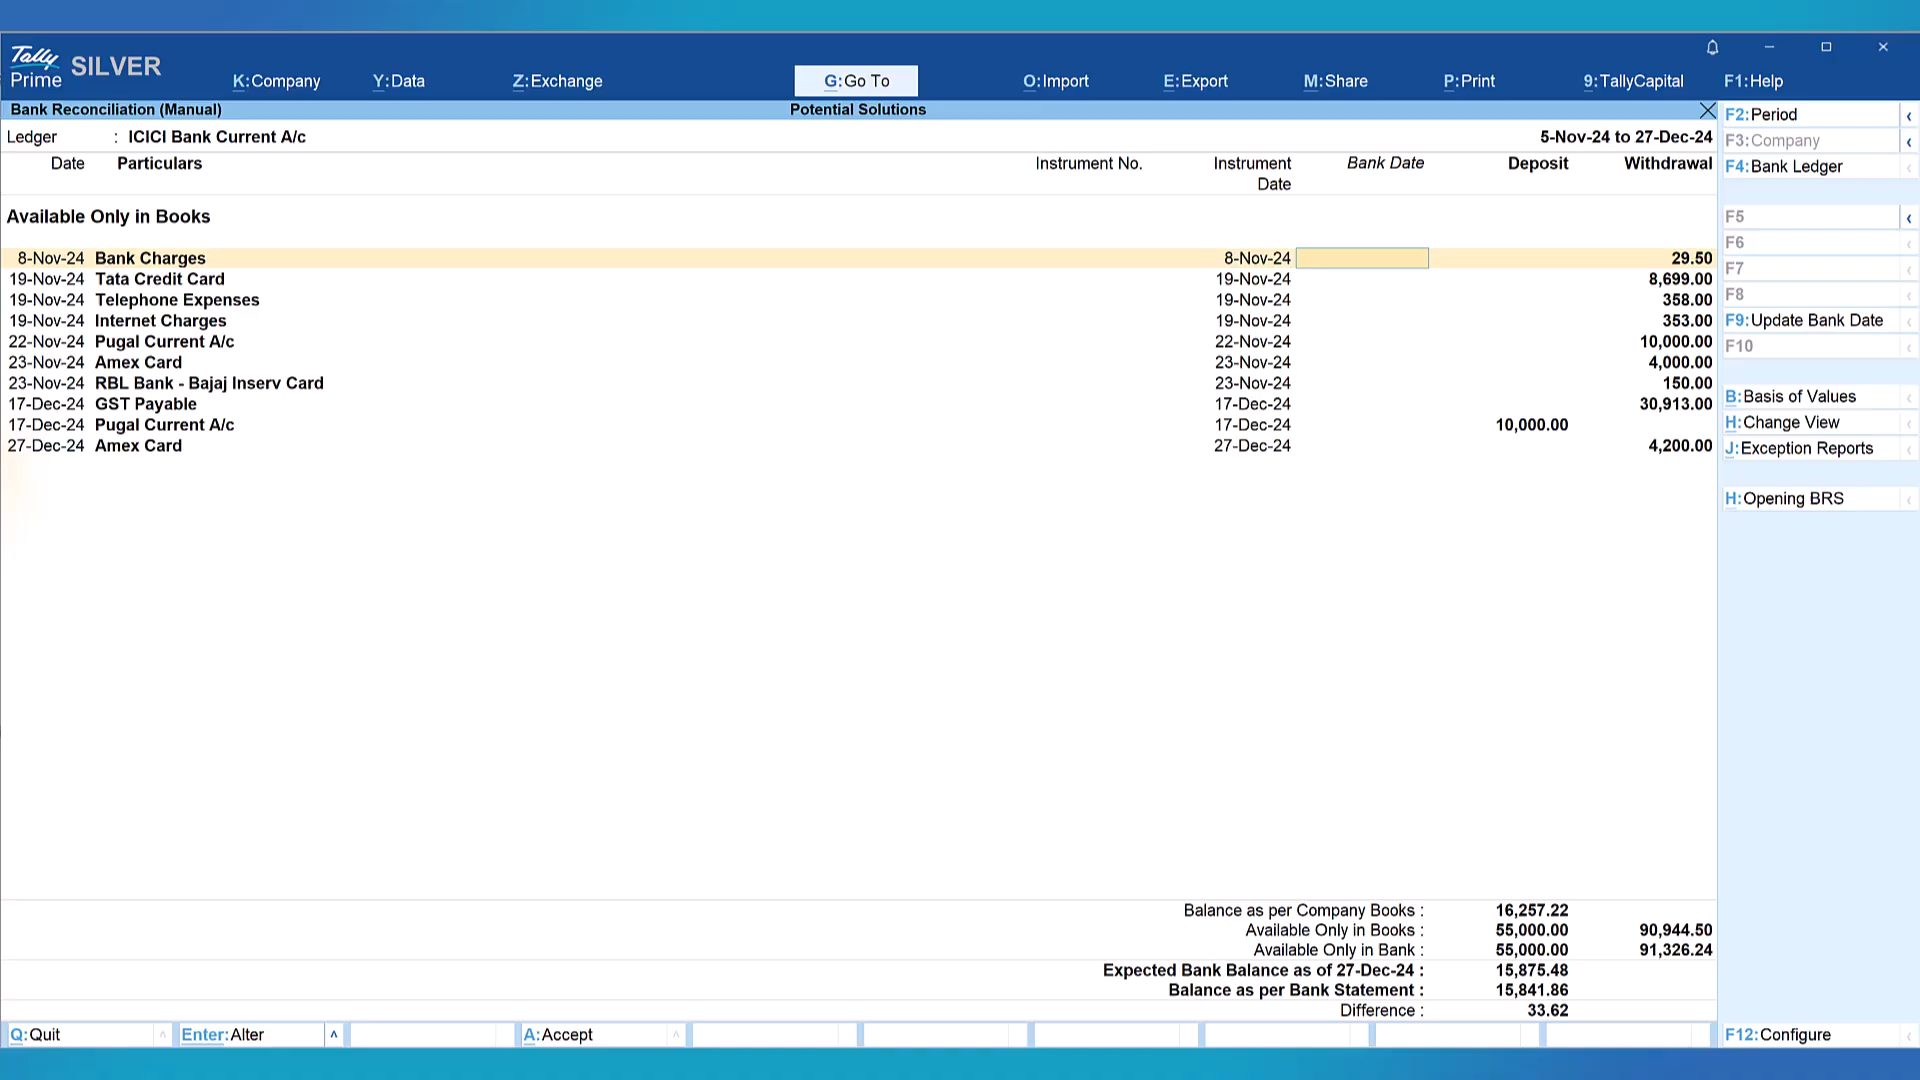 Tally
Prime SILVER
K:Company Y:Data Z:Exchange G:Go To O:Import E:Export M:Share P:Print 9:TallyCapital F1:Help
Bank Reconciliation (Manual) Potential Solutions
Ledger : ICICI Bank Current A/c 5-Nov-24 to 27-Dec-24
Date Particulars Instrument No. Instrument Date Bank Date Deposit Withdrawal
Available Only in Books
8-Nov-24 Bank Charges 8-Nov-24 29.50
19-Nov-24 Tata Credit Card 19-Nov-24 8,699.00
19-Nov-24 Telephone Expenses 19-Nov-24 358.00
19-Nov-24 Internet Charges 19-Nov-24 353.00
22-Nov-24 Pugal Current A/c 22-Nov-24 10,000.00
23-Nov-24 Amex Card 23-Nov-24 4,000.00
23-Nov-24 RBL Bank - Bajaj Inserv Card 23-Nov-24 150.00
17-Dec-24 GST Payable 17-Dec-24 30,913.00
17-Dec-24 Pugal Current A/c 17-Dec-24 10,000.00
27-Dec-24 Amex Card 27-Dec-24 4,200.00
Balance as per Company Books : 16,257.22
Available Only in Books : 55,000.00 90,944.50
Available Only in Bank : 55,000.00 91,326.24
Expected Bank Balance as of 27-Dec-24 : 15,875.48
Balance as per Bank Statement : 15,841.86
Difference : 33.62
F2:Period
F3:Company
F4:Bank Ledger
F5
F6
F7
F8
F9:Update Bank Date
F10
B:Basis of Values
H:Change View
J:Exception Reports
H:Opening BRS
Q:Quit Enter:Alter A:Accept F12:Configure